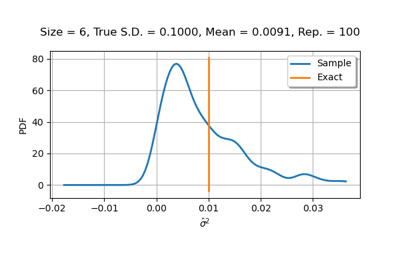 Size = 6, True S.D. = 0.1000, Mean = 0.0091, Rep. = 100
80
60
40
20
0
PDF
Sample
Exact
−0.02 −0.01 0.00 0.01 0.02 0.03
σ̂²